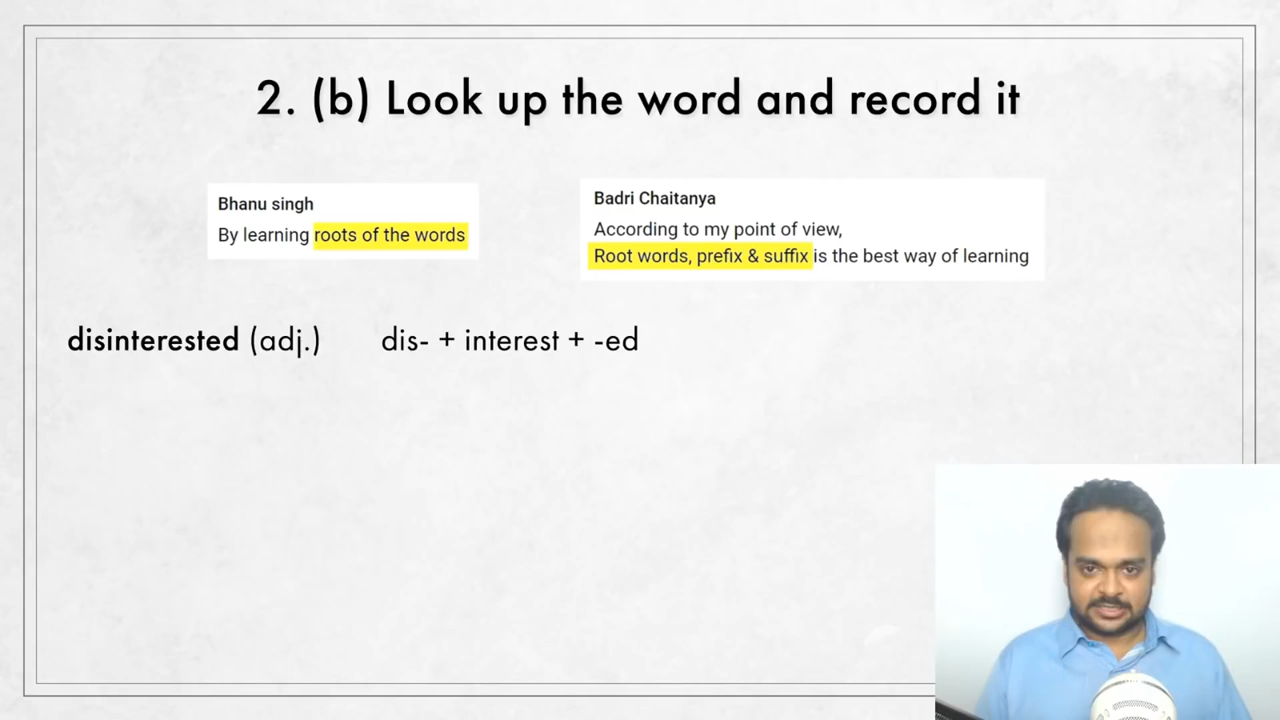 2. (b) Look up the word and record it
Bhanu singh
By learning roots of the words
Badri Chaitanya
According to my point of view,
Root words, prefix & suffix is the best way of learning
disinterested (adj.) dis- + interest + -ed